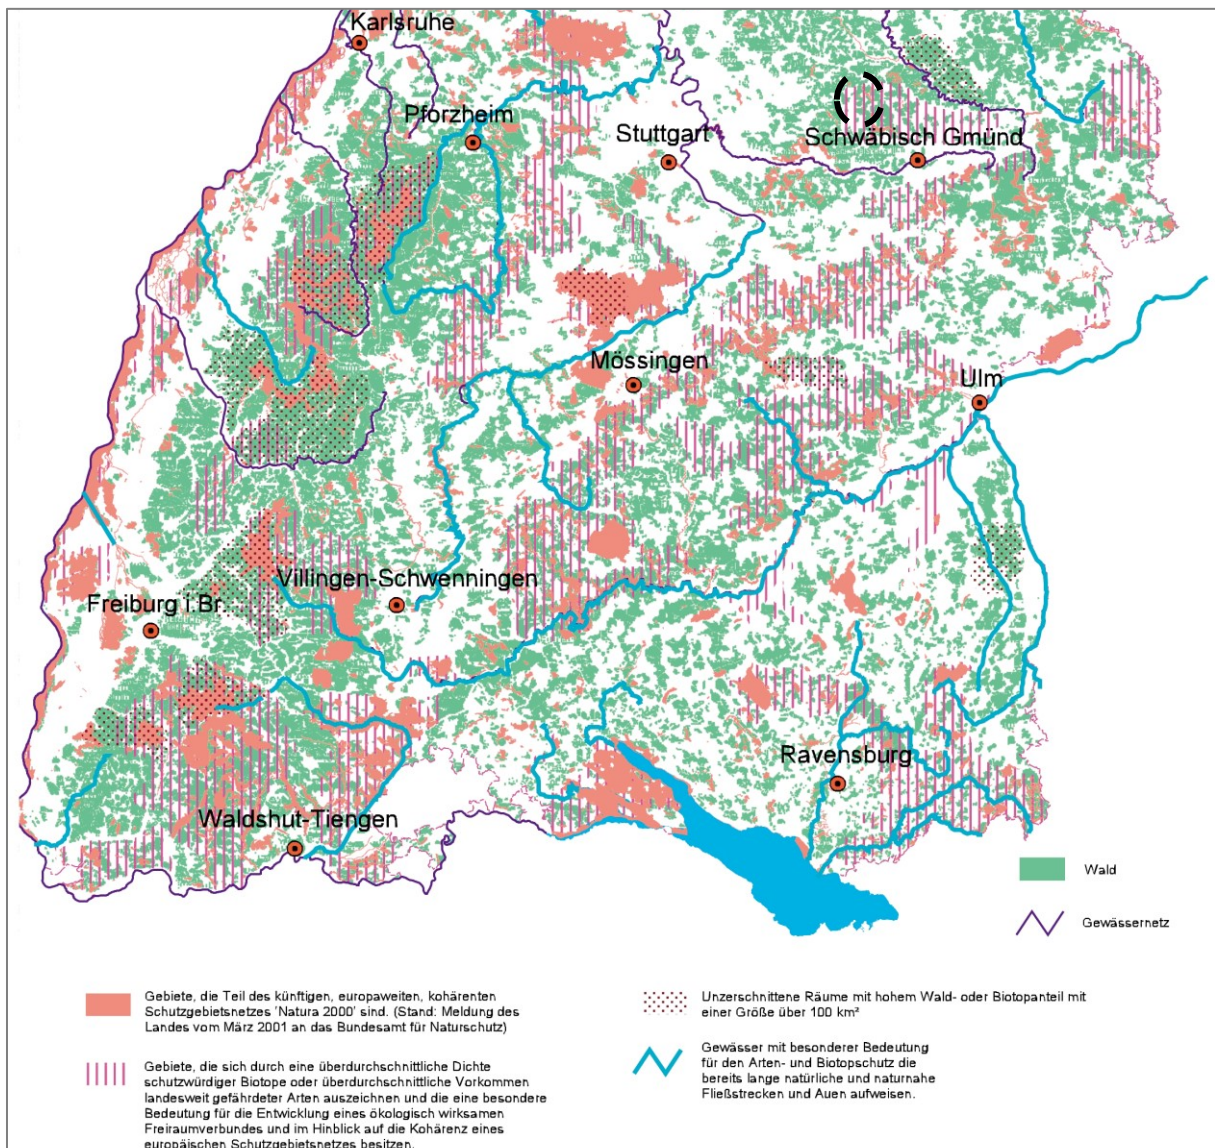 Karlsruhe
Pforzheim
Stuttgart
Schwäbisch Gmünd
Mössingen
Ulm
Villingen-Schwenningen
Freiburg i.Br.
Ravensburg
Waldshut-Tiengen
Wald
Gewässernetz
Gebiete, die Teil des künftigen, europaweiten, kohärenten
Schutzgebietsnetzes 'Natura 2000' sind. (Stand: Meldung des
Landes vom März 2001 an das Bundesamt für Naturschutz)
Gebiete, die sich durch eine überdurchschnittliche Dichte
schutzwürdiger Biotope oder überdurchschnittliche Vorkommen
landesweit gefährdeter Arten auszeichnen und die eine besondere
Bedeutung für die Entwicklung eines ökologisch wirksamen
Freiraumverbundes und im Hinblick auf die Kohärenz eines
europäischen Schutzgebietsnetzes besitzen.
Unzerschnittene Räume mit hohem Wald- oder Biotopanteil mit
einer Größe über 100 km²
Gewässer mit besonderer Bedeutung
für den Arten- und Biotopschutz die
bereits lange natürliche und naturnahe
Fließstrecken und Auen aufweisen.